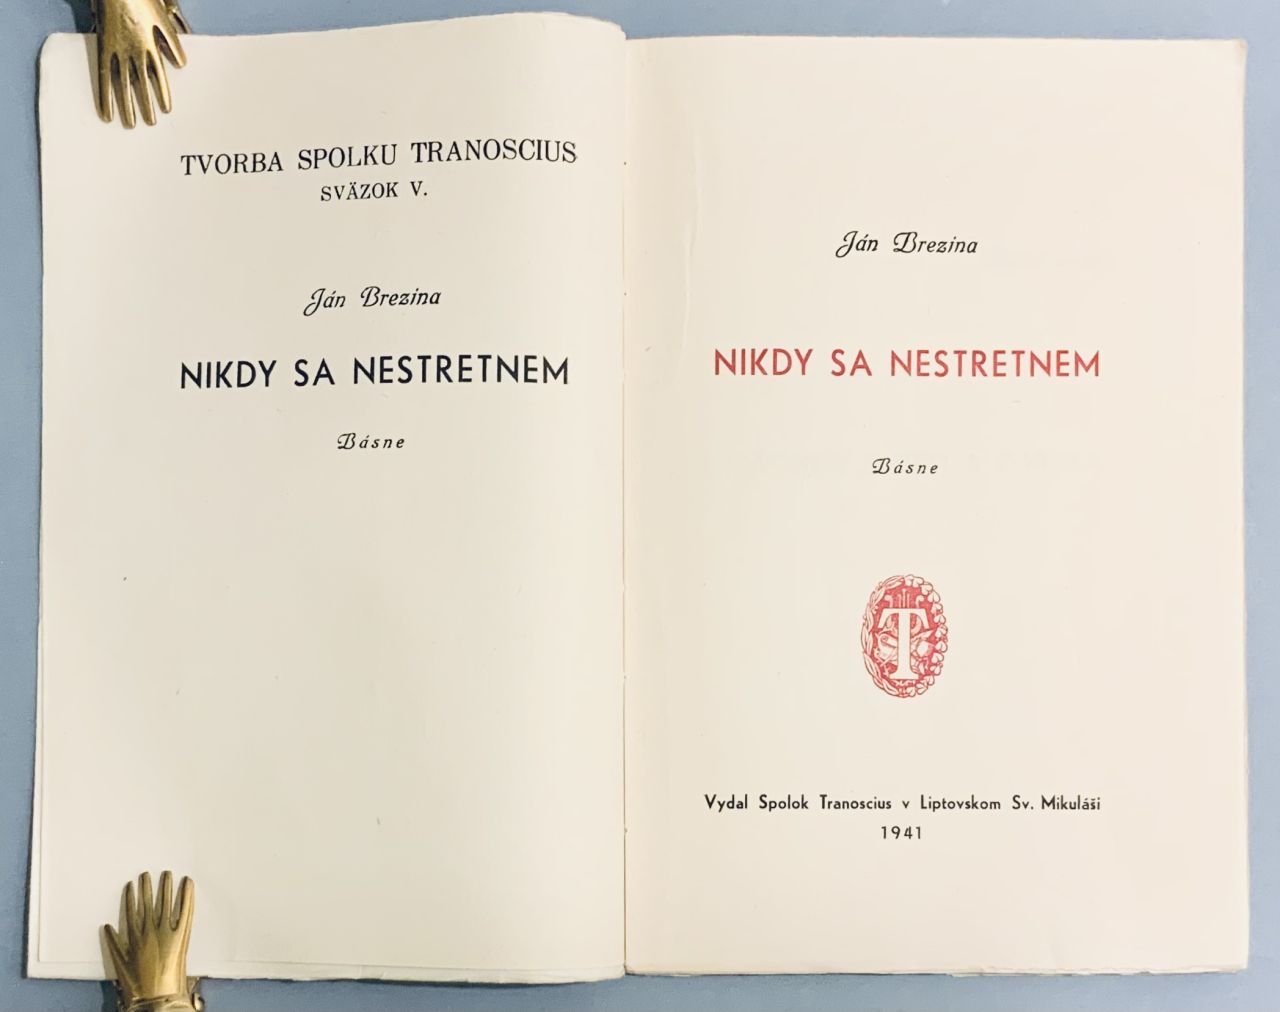 TVORBA SPOLKU TRANOSCIUS
SVÄZOK V.
Ján Brezina
NIKDY SA NESTRETNEM
Básne
Ján Brezina
NIKDY SA NESTRETNEM
Básne
T
Vydal Spolok Tranoscius v Liptovskom Sv. Mikuláši
1941